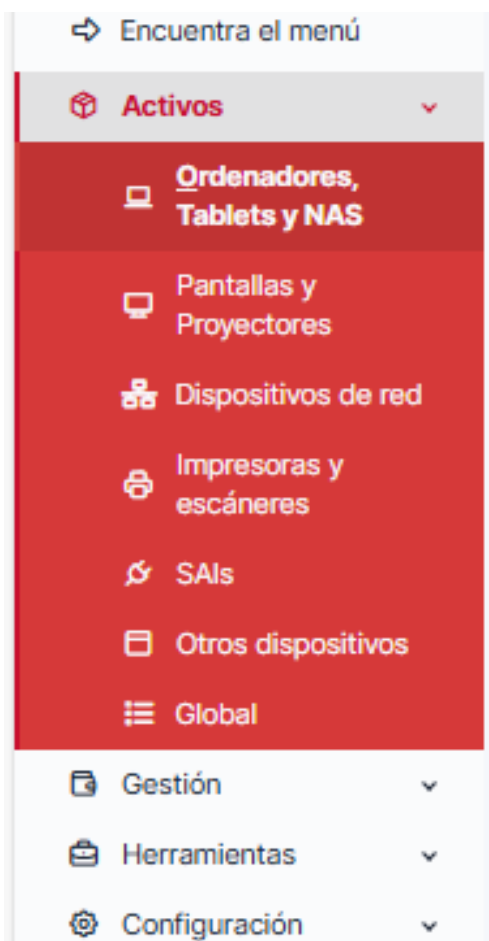 Encuentra el menú
Activos
Ordenadores,
Tablets y NAS
Pantallas y
Proyectores
Dispositivos de red
Impresoras y
escáneres
SAIs
Otros dispositivos
Global
Gestión
Herramientas
Configuración